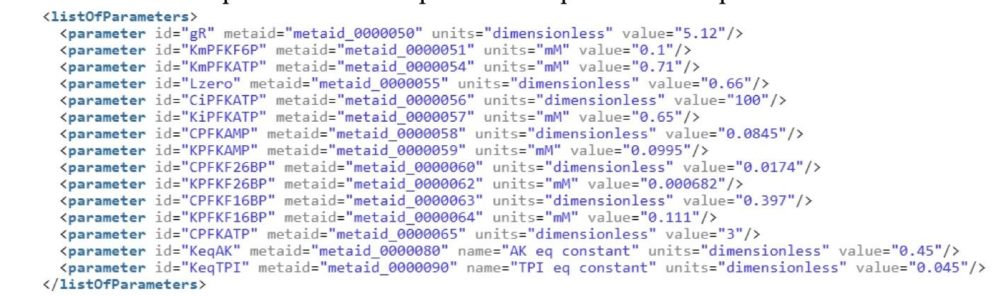 <listOfParameters>
<parameter id="gR" metaid="metaid_0000050" units="dimensionless" value="5.12"/>
<parameter id="KmPFKF6P" metaid="metaid_0000051" units="mM" value="0.1"/>
<parameter id="KmPFKATP" metaid="metaid_0000054" units="mM" value="0.71"/>
<parameter id="Lzero" metaid="metaid_0000055" units="dimensionless" value="0.66"/>
<parameter id="CiPFKATP" metaid="metaid_0000056" units="dimensionless" value="100"/>
<parameter id="KiPFKATP" metaid="metaid_0000057" units="mM" value="0.65"/>
<parameter id="CPFKAMP" metaid="metaid_0000058" units="dimensionless" value="0.0845"/>
<parameter id="KPFKAMP" metaid="metaid_0000059" units="mM" value="0.0995"/>
<parameter id="CPFKF26BP" metaid="metaid_0000060" units="dimensionless" value="0.0174"/>
<parameter id="KPFKF26BP" metaid="metaid_0000062" units="mM" value="0.000682"/>
<parameter id="CPFKF16BP" metaid="metaid_0000063" units="dimensionless" value="0.397"/>
<parameter id="KPFKF16BP" metaid="metaid_0000064" units="mM" value="0.111"/>
<parameter id="CPFKATP" metaid="metaid_0000065" units="dimensionless" value="3"/>
<parameter id="KeqAK" metaid="metaid_0000080" name="AK eq constant" units="dimensionless" value="0.45"/>
<parameter id="KeqTPI" metaid="metaid_0000090" name="TPI eq constant" units="dimensionless" value="0.045"/>
</listOfParameters>